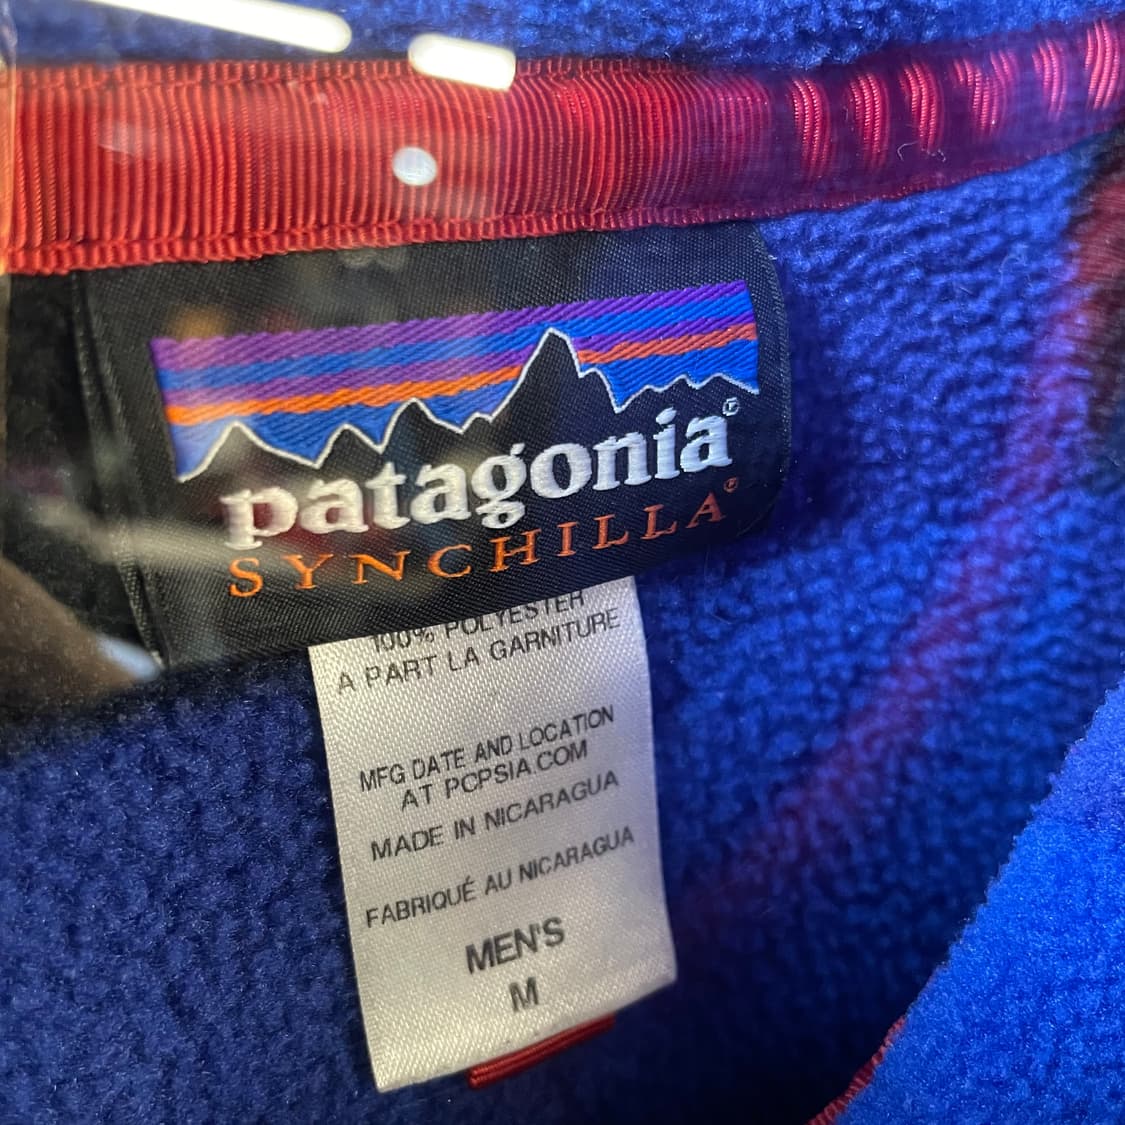 patagonia®
SYNCHILLA®
100% POLYESTER
A PART LA GARNITURE
MFG DATE AND LOCATION
AT PCPSIA.COM
MADE IN NICARAGUA
FABRIQUÉ AU NICARAGUA
MEN'S
M